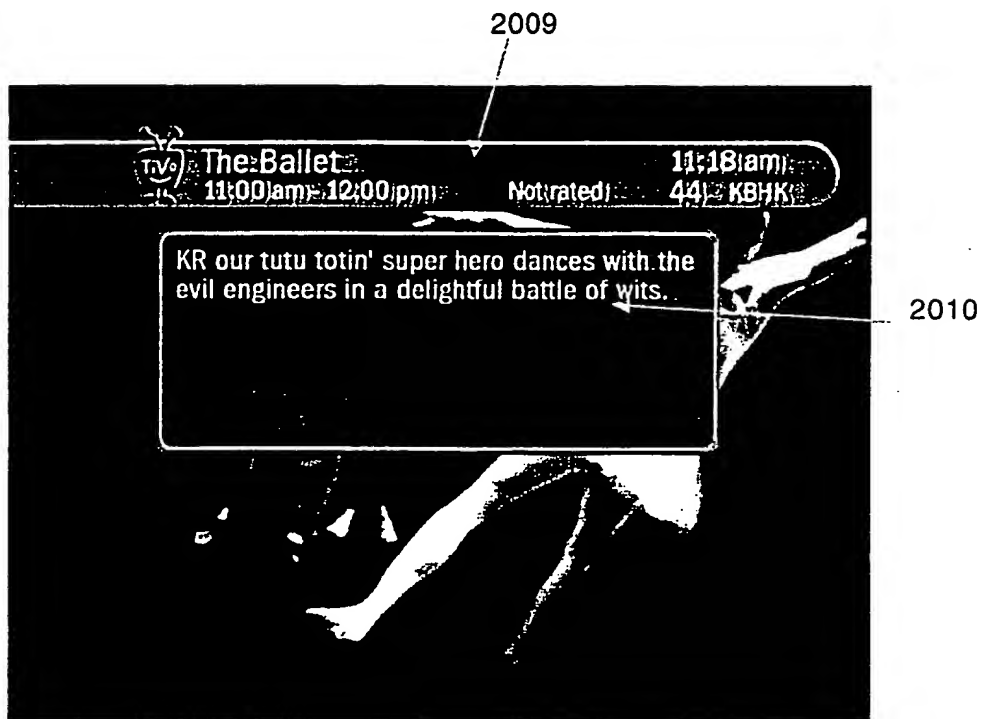 2009
TiVo The Ballet 11:18 am
11:00 am - 12:00 pm Not rated 44 KBHK
KR our tutu totin' super hero dances with the
evil engineers in a delightful battle of wits.
2010